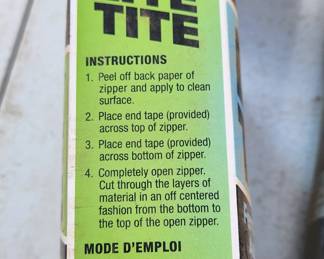 TITE
INSTRUCTIONS
1. Peel off back paper of
zipper and apply to clean
surface.
2. Place end tape (provided)
across top of zipper.
3. Place end tape (provided)
across bottom of zipper.
4. Completely open zipper.
Cut through the layers of
material in an off centered
fashion from the bottom to
the top of the open zipper.
MODE D'EMPLOI